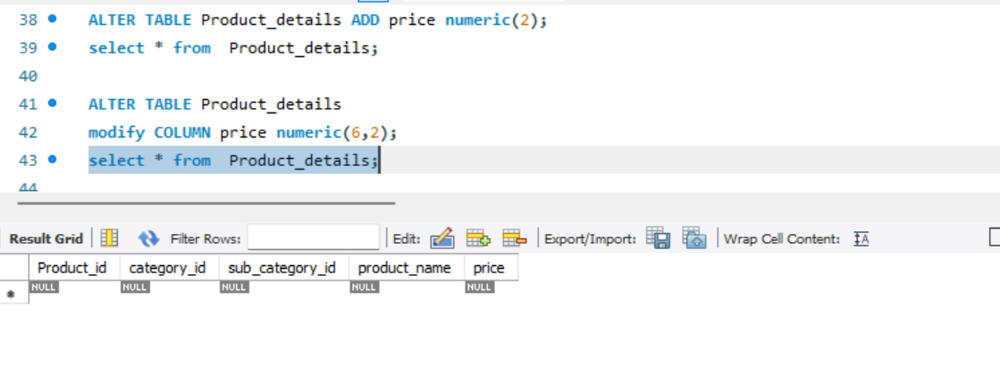 38 ALTER TABLE Product_details ADD price numeric(2);
39 select * from  Product_details;
40
41 ALTER TABLE Product_details
42 modify COLUMN price numeric(6,2);
43 select * from  Product_details;
44
Result Grid Filter Rows: Edit: Export/Import: Wrap Cell Content: IA
Product_id category_id sub_category_id product_name price
* NULL NULL NULL NULL NULL